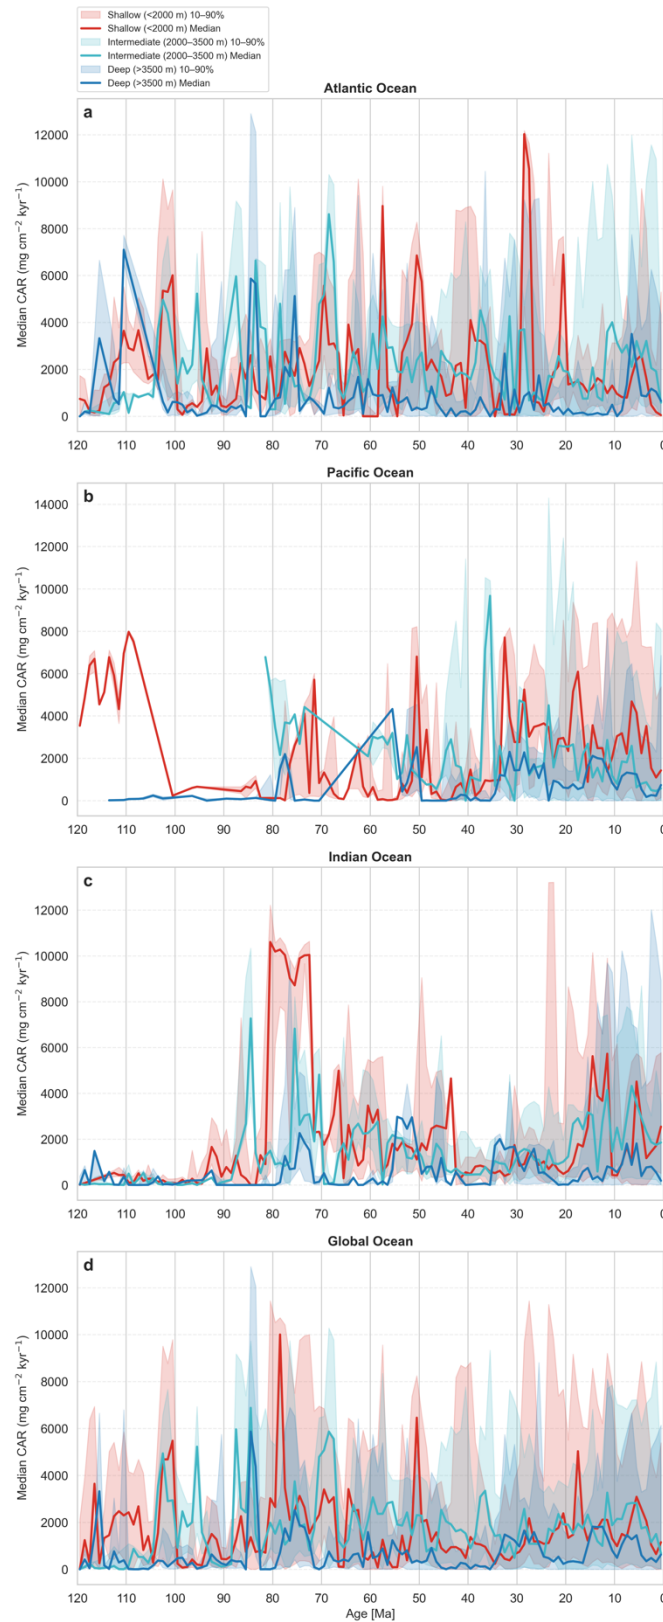 Shallow (<2000 m) 10–90%
Shallow (<2000 m) Median
Intermediate (2000–3500 m) 10–90%
Intermediate (2000–3500 m) Median
Deep (>3500 m) 10–90%
Deep (>3500 m) Median
Atlantic Ocean
a
Median CAR (mg cm⁻² kyr⁻¹)
12000
10000
8000
6000
4000
2000
0
120 110 100 90 80 70 60 50 40 30 20 10 0
Pacific Ocean
b
Median CAR (mg cm⁻² kyr⁻¹)
14000
12000
10000
8000
6000
4000
2000
0
120 110 100 90 80 70 60 50 40 30 20 10 0
Indian Ocean
c
Median CAR (mg cm⁻² kyr⁻¹)
12000
10000
8000
6000
4000
2000
0
120 110 100 90 80 70 60 50 40 30 20 10 0
Global Ocean
d
Median CAR (mg cm⁻² kyr⁻¹)
12000
10000
8000
6000
4000
2000
0
120 110 100 90 80 70 60 50 40 30 20 10 0
Age [Ma]